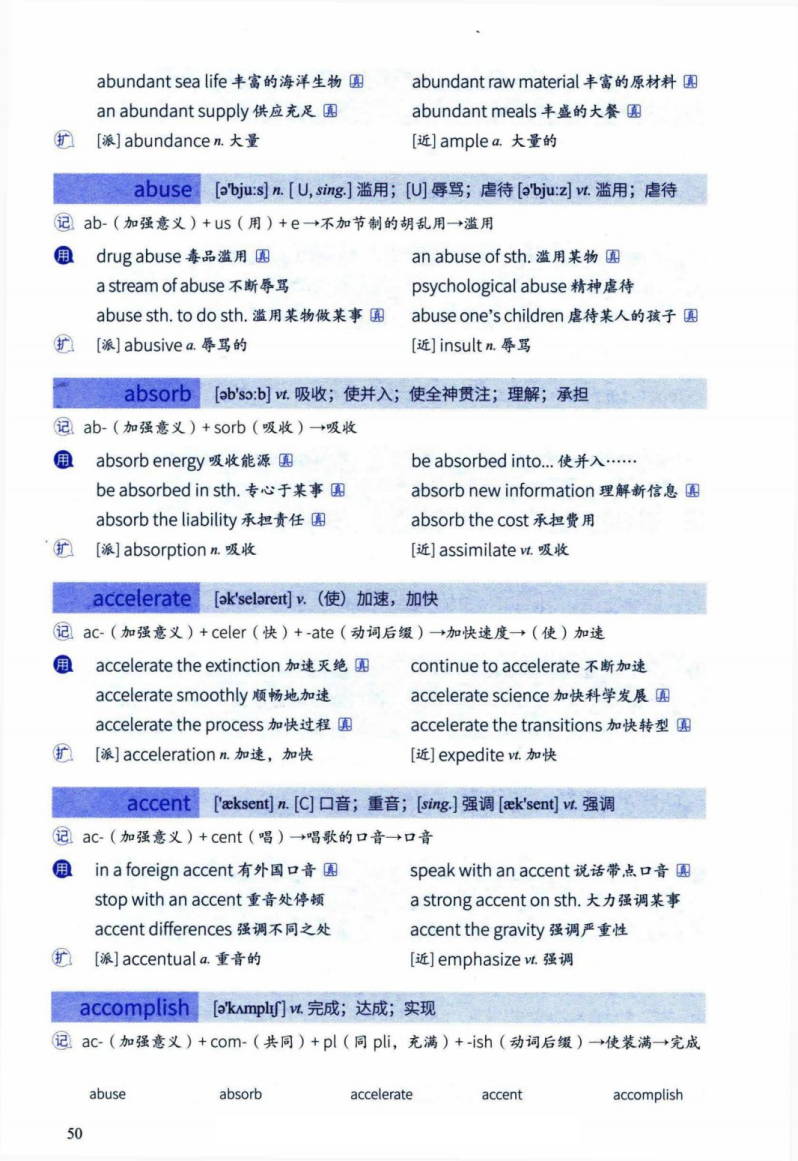 abundant sea life 丰富的海洋生物 真 abundant raw material 丰富的原材料 真
an abundant supply 供应充足 真 abundant meals 丰盛的大餐 真
扩 [派] abundance n. 大量 [近] ample a. 大量的
abuse [ə'bju:s] n. [ U, sing.] 滥用；[U] 辱骂；虐待 [ə'bju:z] vt. 滥用；虐待
记 ab-（加强意义）+ us（用）+ e →不加节制的胡乱用→滥用
用 drug abuse 毒品滥用 真 an abuse of sth. 滥用某物 真
a stream of abuse 不断辱骂 psychological abuse 精神虐待
abuse sth. to do sth. 滥用某物做某事 真 abuse one's children 虐待某人的孩子 真
扩 [派] abusive a. 辱骂的 [近] insult n. 辱骂
absorb [əb'sɔ:b] vt. 吸收；使并入；使全神贯注；理解；承担
记 ab-（加强意义）+ sorb（吸收）→吸收
用 absorb energy 吸收能源 真 be absorbed into... 使并入……
be absorbed in sth. 专心于某事 真 absorb new information 理解新信息 真
absorb the liability 承担责任 真 absorb the cost 承担费用
扩 [派] absorption n. 吸收 [近] assimilate vt. 吸收
accelerate [ək'seləreɪt] v.（使）加速，加快
记 ac-（加强意义）+ celer（快）+ -ate（动词后缀）→加快速度→（使）加速
用 accelerate the extinction 加速灭绝 真 continue to accelerate 不断加速
accelerate smoothly 顺畅地加速 accelerate science 加快科学发展 真
accelerate the process 加快过程 真 accelerate the transitions 加快转型 真
扩 [派] acceleration n. 加速，加快 [近] expedite vt. 加快
accent ['æksent] n. [C] 口音；重音；[sing.] 强调 [æk'sent] vt. 强调
记 ac-（加强意义）+ cent（唱）→唱歌的口音→口音
用 in a foreign accent 有外国口音 真 speak with an accent 说话带点口音 真
stop with an accent 重音处停顿 a strong accent on sth. 大力强调某事
accent differences 强调不同之处 accent the gravity 强调严重性
扩 [派] accentual a. 重音的 [近] emphasize vt. 强调
accomplish [ə'kʌmplɪʃ] vt. 完成；达成；实现
记 ac-（加强意义）+ com-（共同）+ pl（同 pli，充满）+ -ish（动词后缀）→使装满→完成
abuse absorb accelerate accent accomplish
50